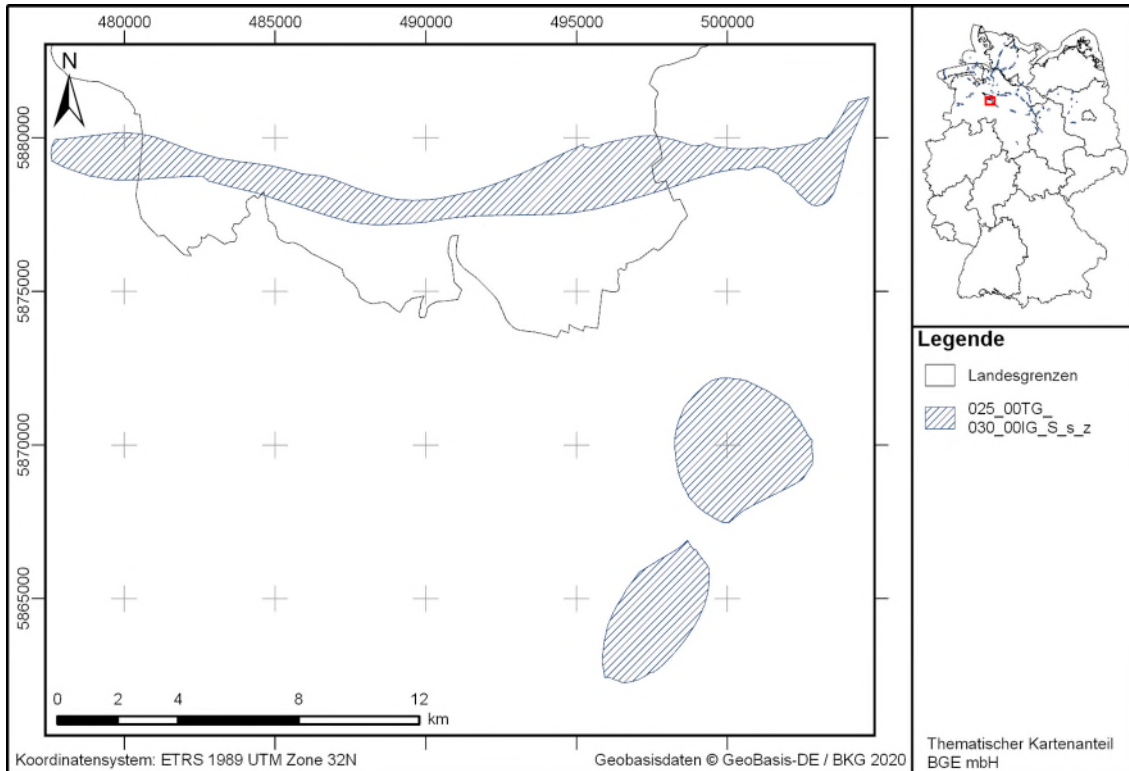 480000 485000 490000 495000 500000
N
5880000
5875000
5870000
5865000
0 2 4 8 12
km
Koordinatensystem: ETRS 1989 UTM Zone 32N
Geobasisdaten © GeoBasis-DE / BKG 2020
Legende
Landesgrenzen
025_00TG_
030_00IG_S_s_z
Thematischer Kartenanteil
BGE mbH